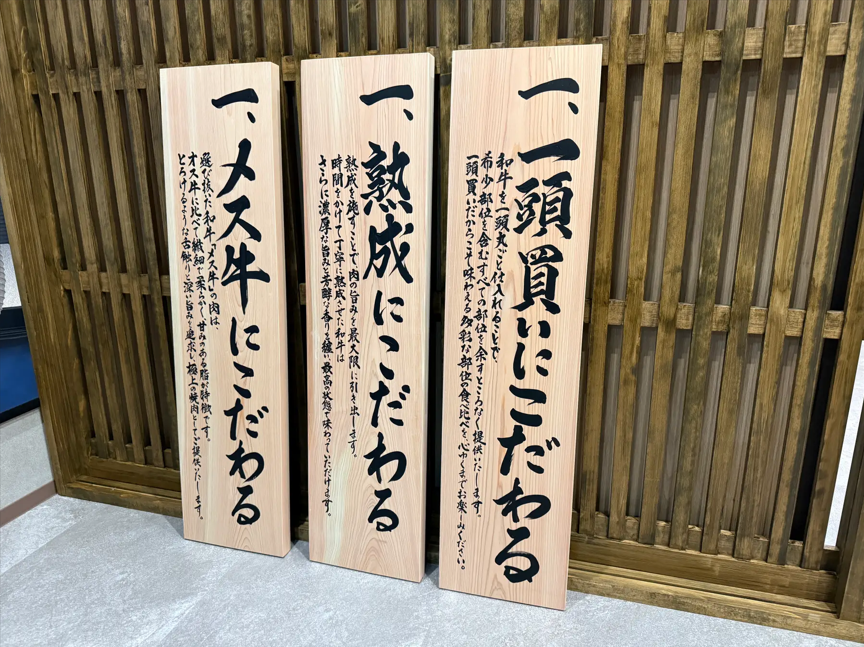 一、一頭買いにこだわる
和牛を一頭丸ごと仕入れることで、
希少部位を含むすべての部位を余すところなく提供いたします。
一頭買いだからこそ味わえる多彩な部位の食べ比べを、心ゆくまでお楽しみください。
一、熟成にこだわる
熟成を施すことで、肉の旨みを最大限に引き出します。
時間をかけて丁寧に熟成させた和牛は
さらに濃厚な旨みと芳醇な香りを纏い、最高の状態で味わっていただけます。
一、メス牛にこだわる
選び抜いた和牛「メス牛」の肉は、
オス牛に比べて繊細で柔らかく、甘みのある脂が特徴です。
とろけるような舌触りと深い旨みを追求し、極上の焼肉としてご提供いたします。